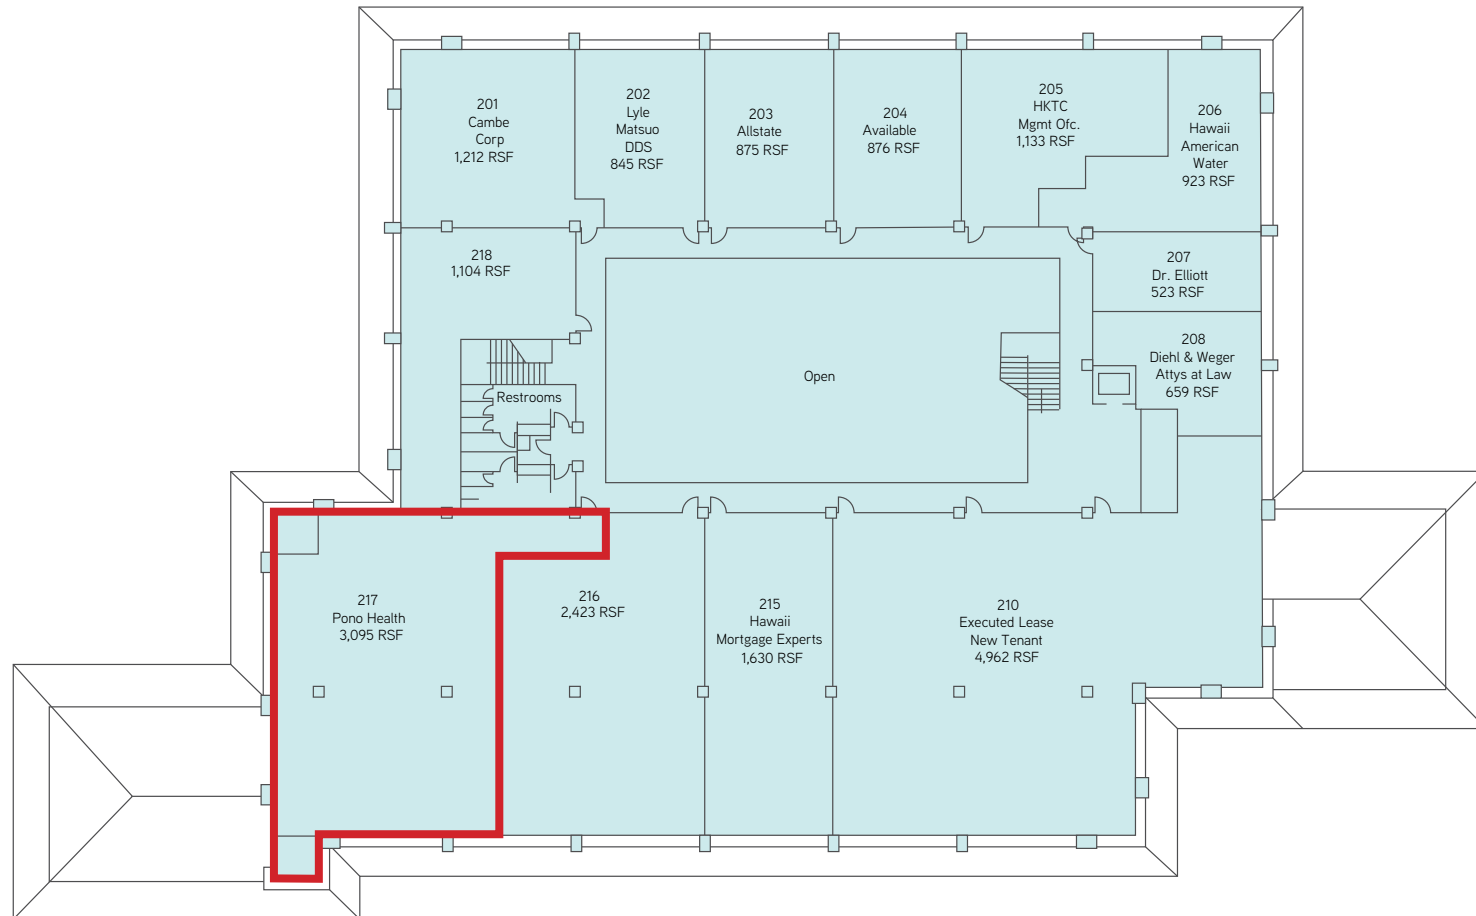 201
Cambe
Corp
1,212 RSF
202
Lyle
Matsuo
DDS
845 RSF
203
Allstate
875 RSF
204
Available
876 RSF
205
HKTC
Mgmt Ofc.
1,133 RSF
206
Hawaii
American
Water
923 RSF
218
1,104 RSF
207
Dr. Elliott
523 RSF
208
Diehl & Weger
Attys at Law
659 RSF
Open
Restrooms
217
Pono Health
3,095 RSF
216
2,423 RSF
215
Hawaii
Mortgage Experts
1,630 RSF
210
Executed Lease
New Tenant
4,962 RSF